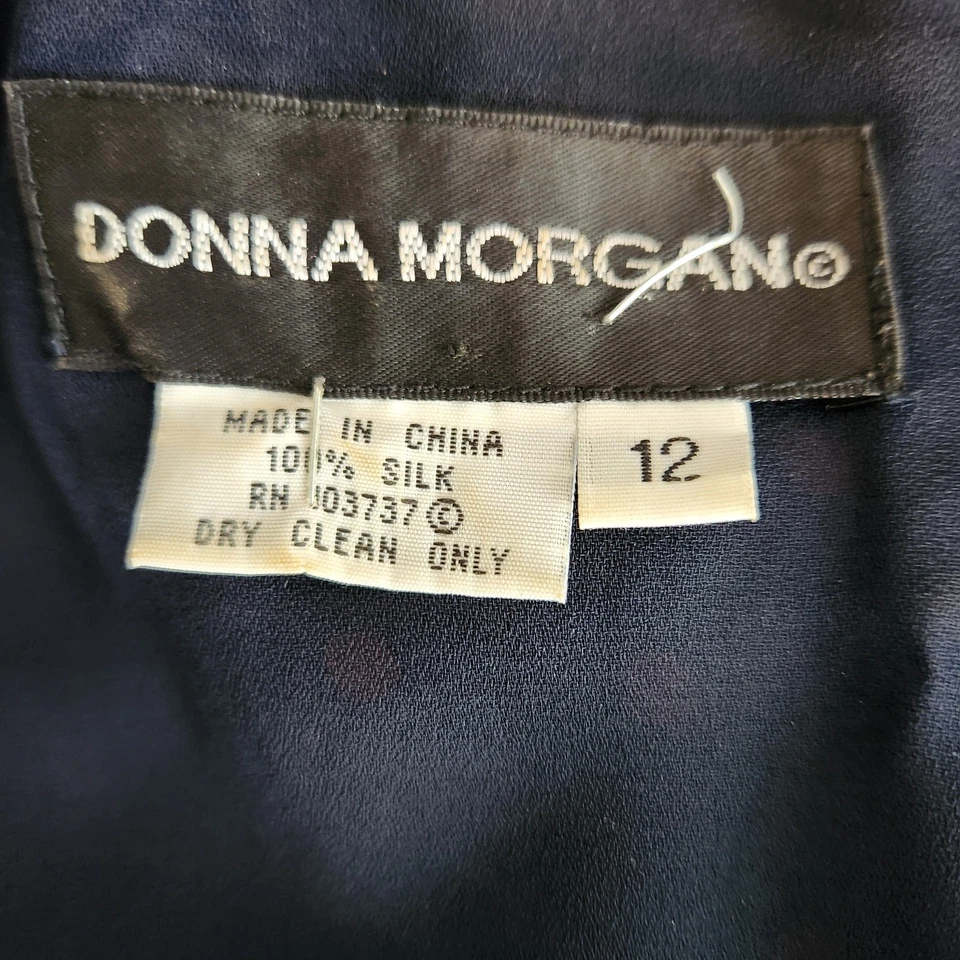 DONNA MORGAN©
MADE IN CHINA
100% SILK
RN 103737 ©
DRY CLEAN ONLY
12